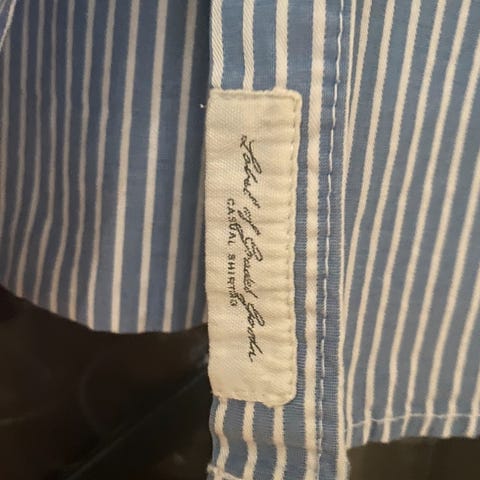 "Label" of Graded Goods
CASUAL SHIRTING